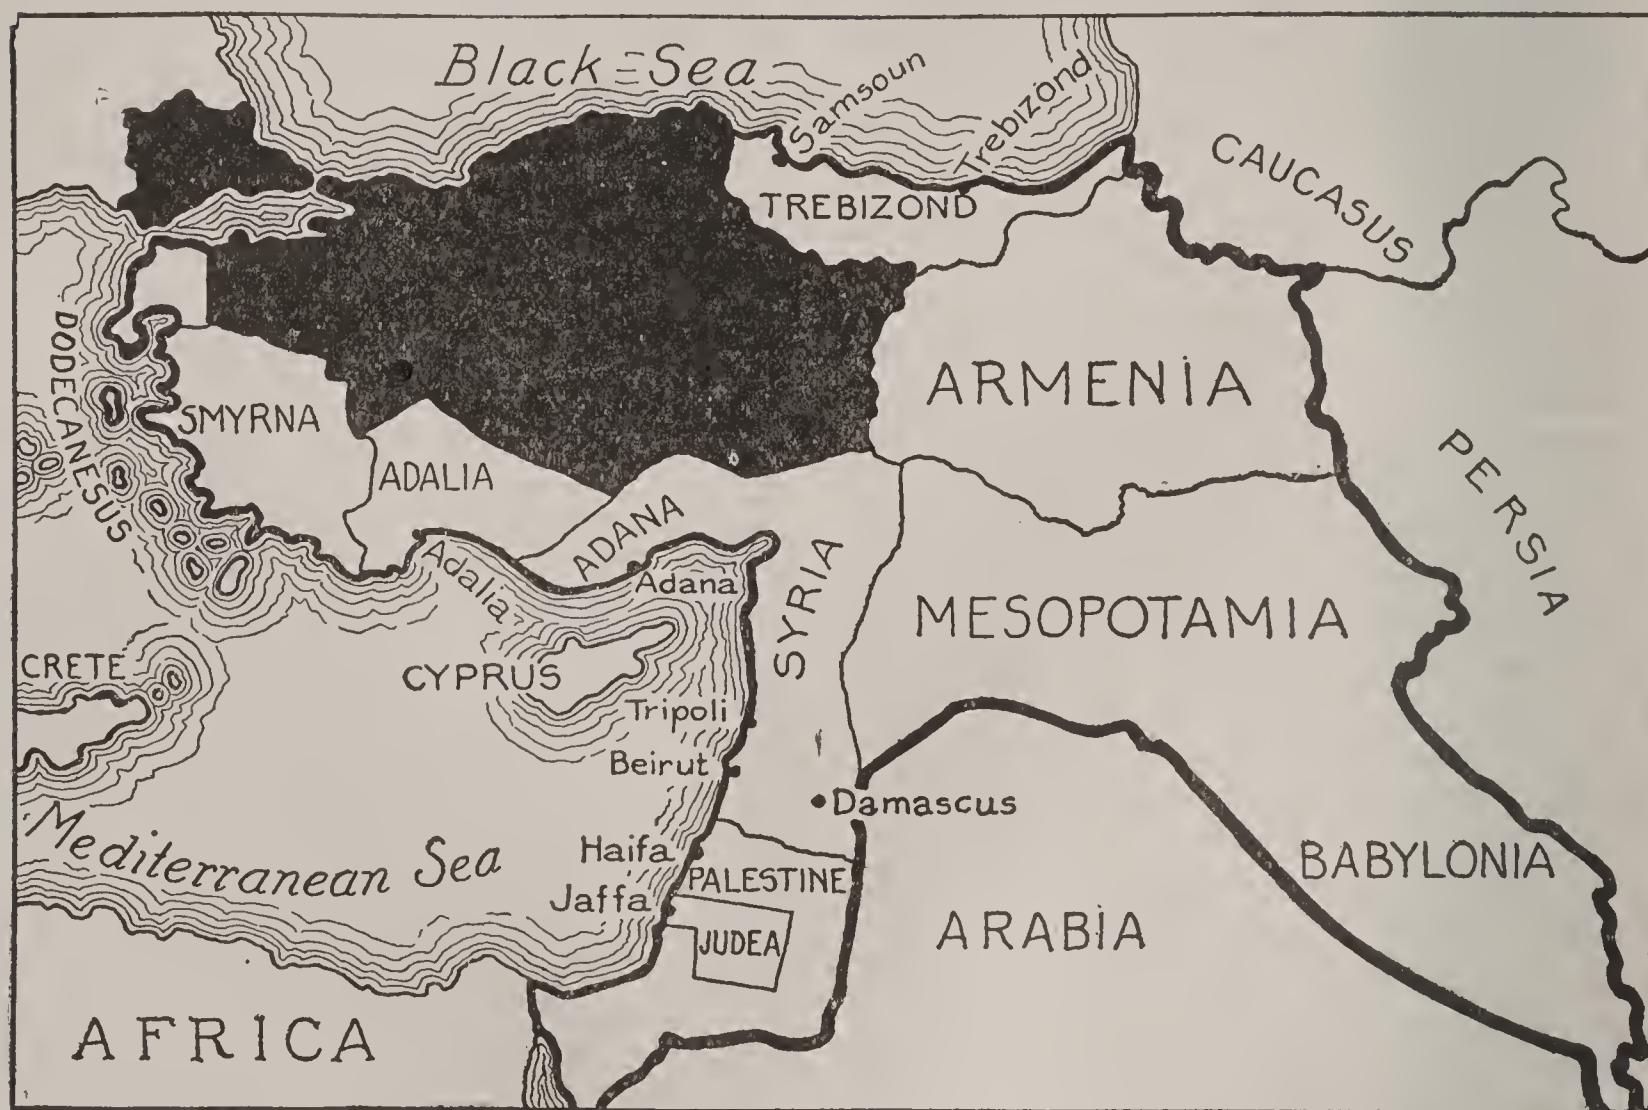 Black Sea
Samsoun
Trebizond
CAUCASUS
TREBIZOND
DODECANESUS
SMYRNA
ARMENIA
ADALIA
PERSIA
ADANA
Adalia
Adana
SYRIA
MESOPOTAMIA
CRETE
CYPRUS
Tripoli
Beirut
Damascus
Mediterranean Sea
Haifa
PALESTINE
BABYLONIA
Jaffa
JUDEA
ARABIA
AFRICA